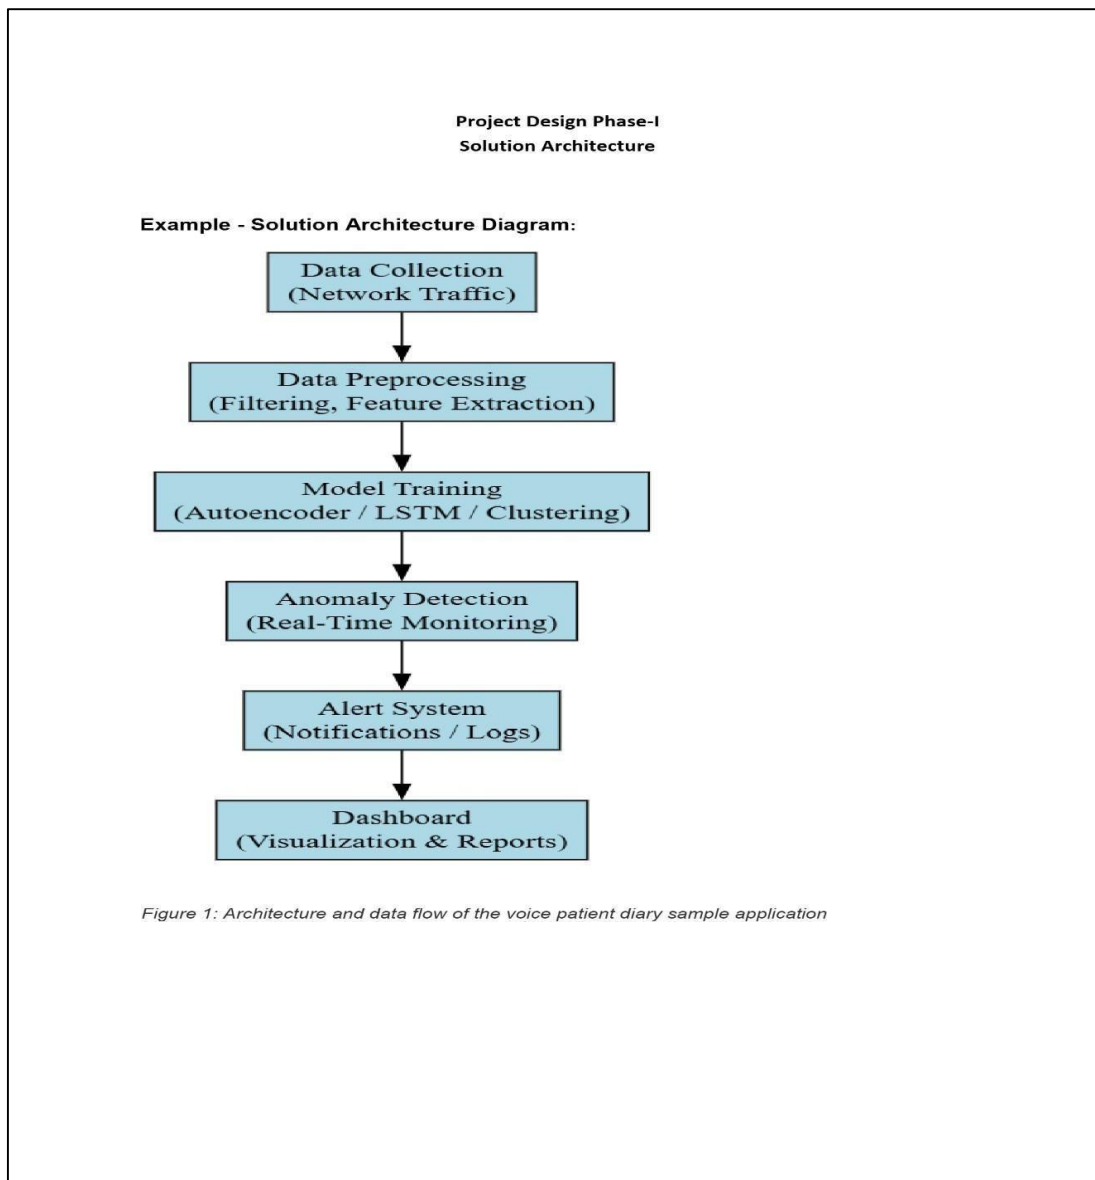 Project Design Phase-I
Solution Architecture
Example - Solution Architecture Diagram:
Data Collection
(Network Traffic)
Data Preprocessing
(Filtering, Feature Extraction)
Model Training
(Autoencoder / LSTM / Clustering)
Anomaly Detection
(Real-Time Monitoring)
Alert System
(Notifications / Logs)
Dashboard
(Visualization & Reports)
Figure 1: Architecture and data flow of the voice patient diary sample application